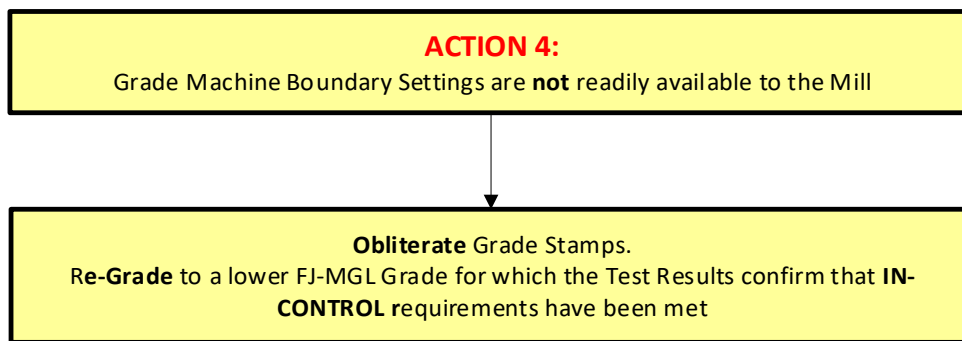 ACTION 4:
Grade Machine Boundary Settings are not readily available to the Mill
Obliterate Grade Stamps.
Re-Grade to a lower FJ-MGL Grade for which the Test Results confirm that IN-
CONTROL requirements have been met